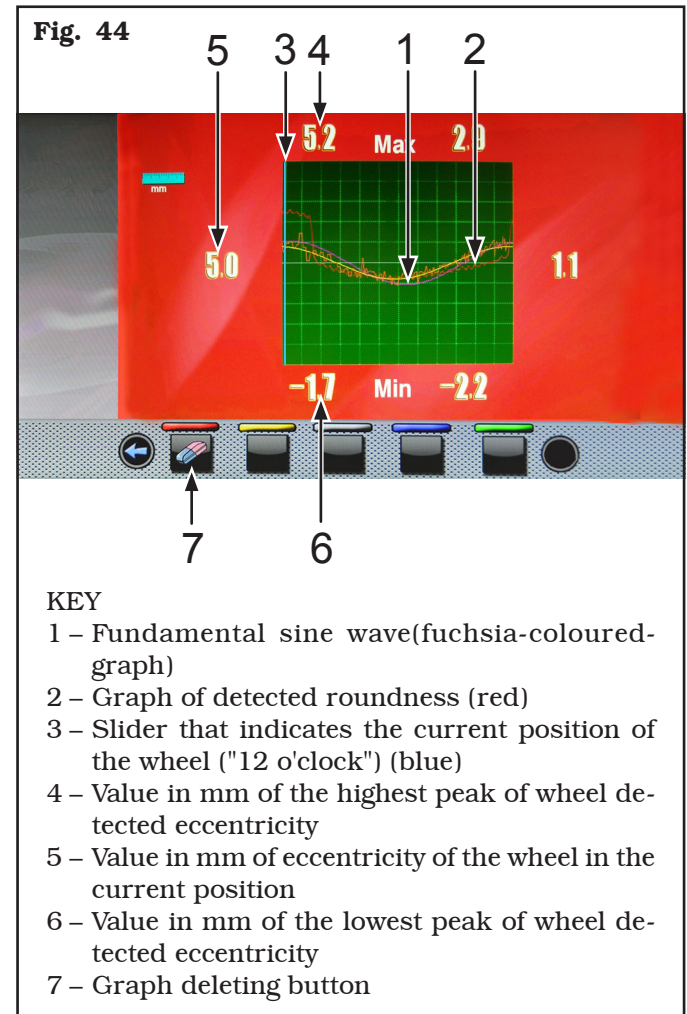 Fig. 44
5 3 4 1 2
5.2 Max 2.9
mm
5.0 1.1
-1.7 Min -2.2
7 6
KEY
1 – Fundamental sine wave(fuchsia-coloured-
graph)
2 – Graph of detected roundness (red)
3 – Slider that indicates the current position of
the wheel ("12 o'clock") (blue)
4 – Value in mm of the highest peak of wheel de-
tected eccentricity
5 – Value in mm of eccentricity of the wheel in the
current position
6 – Value in mm of the lowest peak of wheel de-
tected eccentricity
7 – Graph deleting button